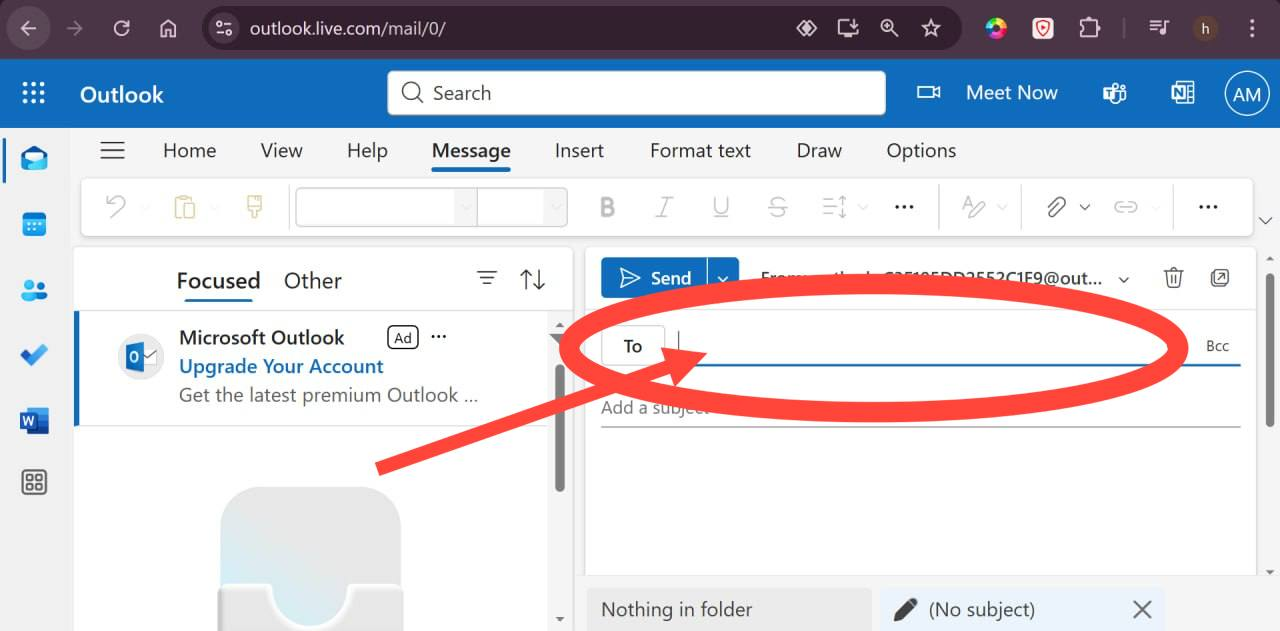 outlook.live.com/mail/0/
h
Outlook
Search
Meet Now
AM
Home View Help Message Insert Format text Draw Options
B I U S
Focused Other
Send
@out...
Microsoft Outlook Ad
Upgrade Your Account
Get the latest premium Outlook ...
To
Bcc
Add a subject
W
Nothing in folder
(No subject)